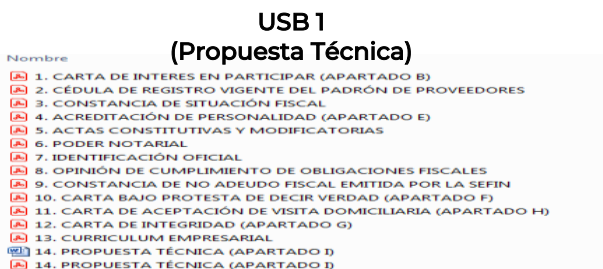 USB 1
(Propuesta Técnica)
Nombre
1. CARTA DE INTERES EN PARTICIPAR (APARTADO B)
2. CÉDULA DE REGISTRO VIGENTE DEL PADRÓN DE PROVEEDORES
3. CONSTANCIA DE SITUACIÓN FISCAL
4. ACREDITACIÓN DE PERSONALIDAD (APARTADO E)
5. ACTAS CONSTITUTIVAS Y MODIFICATORIAS
6. PODER NOTARIAL
7. IDENTIFICACIÓN OFICIAL
8. OPINIÓN DE CUMPLIMIENTO DE OBLIGACIONES FISCALES
9. CONSTANCIA DE NO ADEUDO FISCAL EMITIDA POR LA SEFIN
10. CARTA BAJO PROTESTA DE DECIR VERDAD (APARTADO F)
11. CARTA DE ACEPTACIÓN DE VISITA DOMICILIARIA (APARTADO H)
12. CARTA DE INTEGRIDAD (APARTADO G)
13. CURRICULUM EMPRESARIAL
14. PROPUESTA TÉCNICA (APARTADO I)
14. PROPUESTA TÉCNICA (APARTADO I)